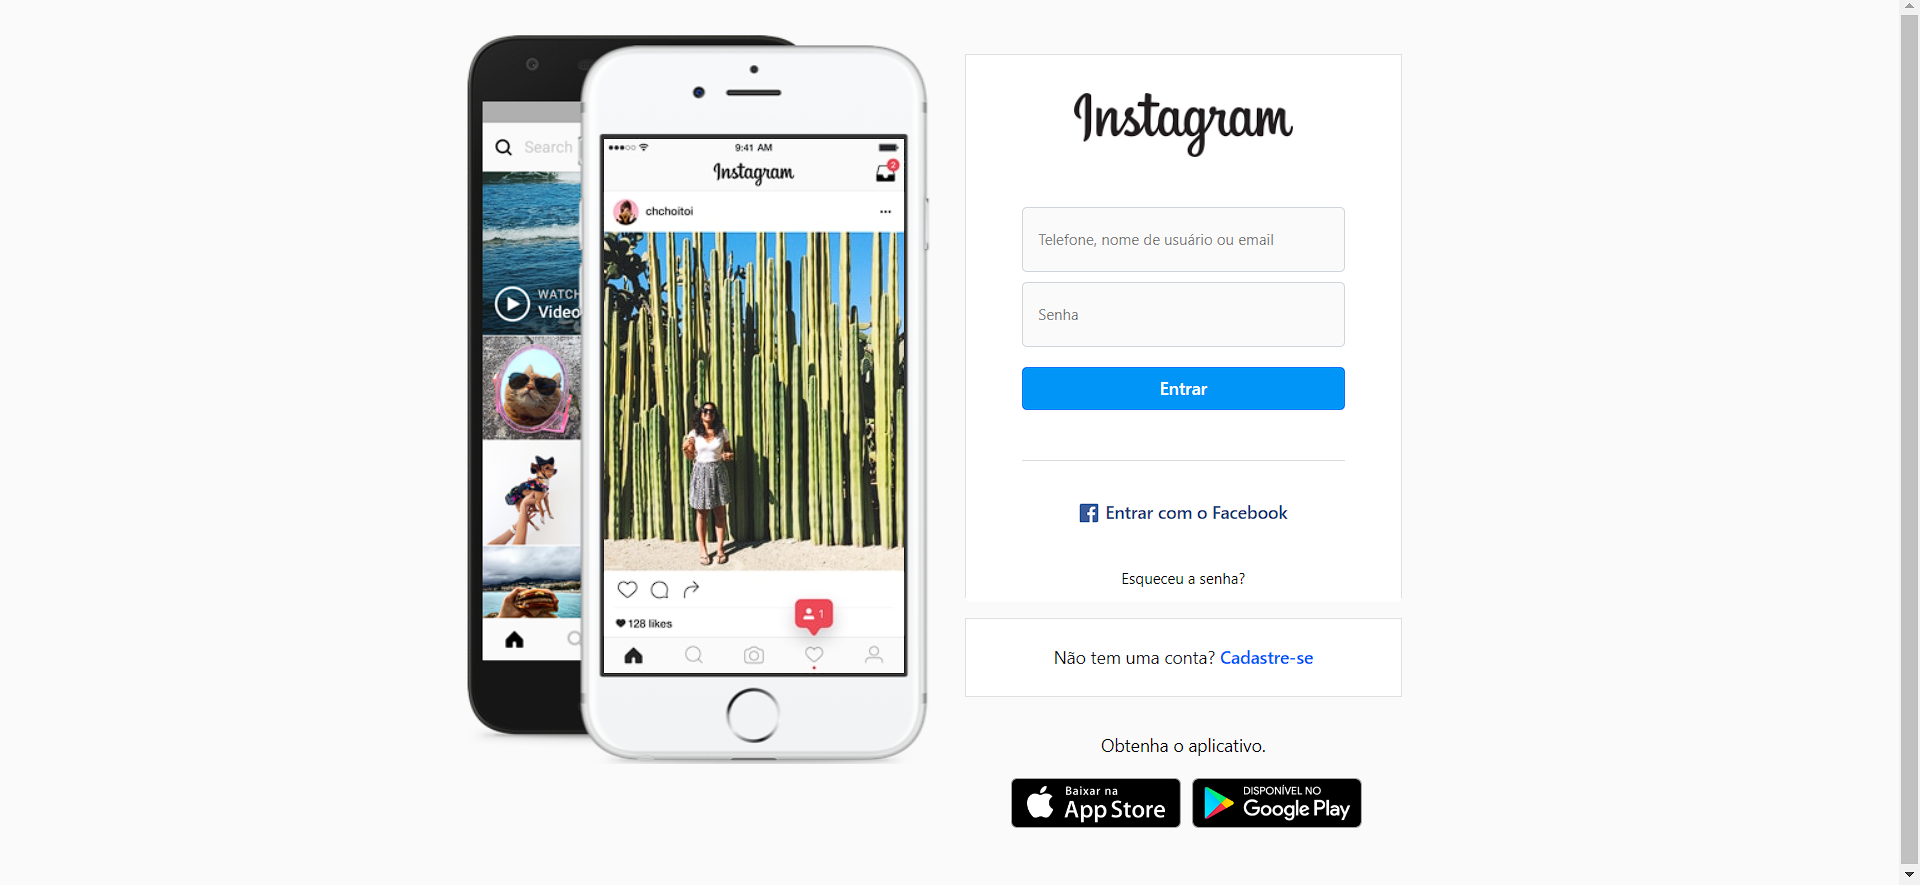 Search
WATCH
Video
9:41 AM
Instagram
2
chchoitoi
128 likes
1
Instagram
Telefone, nome de usuário ou email
Senha
Entrar
Entrar com o Facebook
Esqueceu a senha?
Não tem uma conta? Cadastre-se
Obtenha o aplicativo.
Baixar na
App Store
DISPONÍVEL NO
Google Play